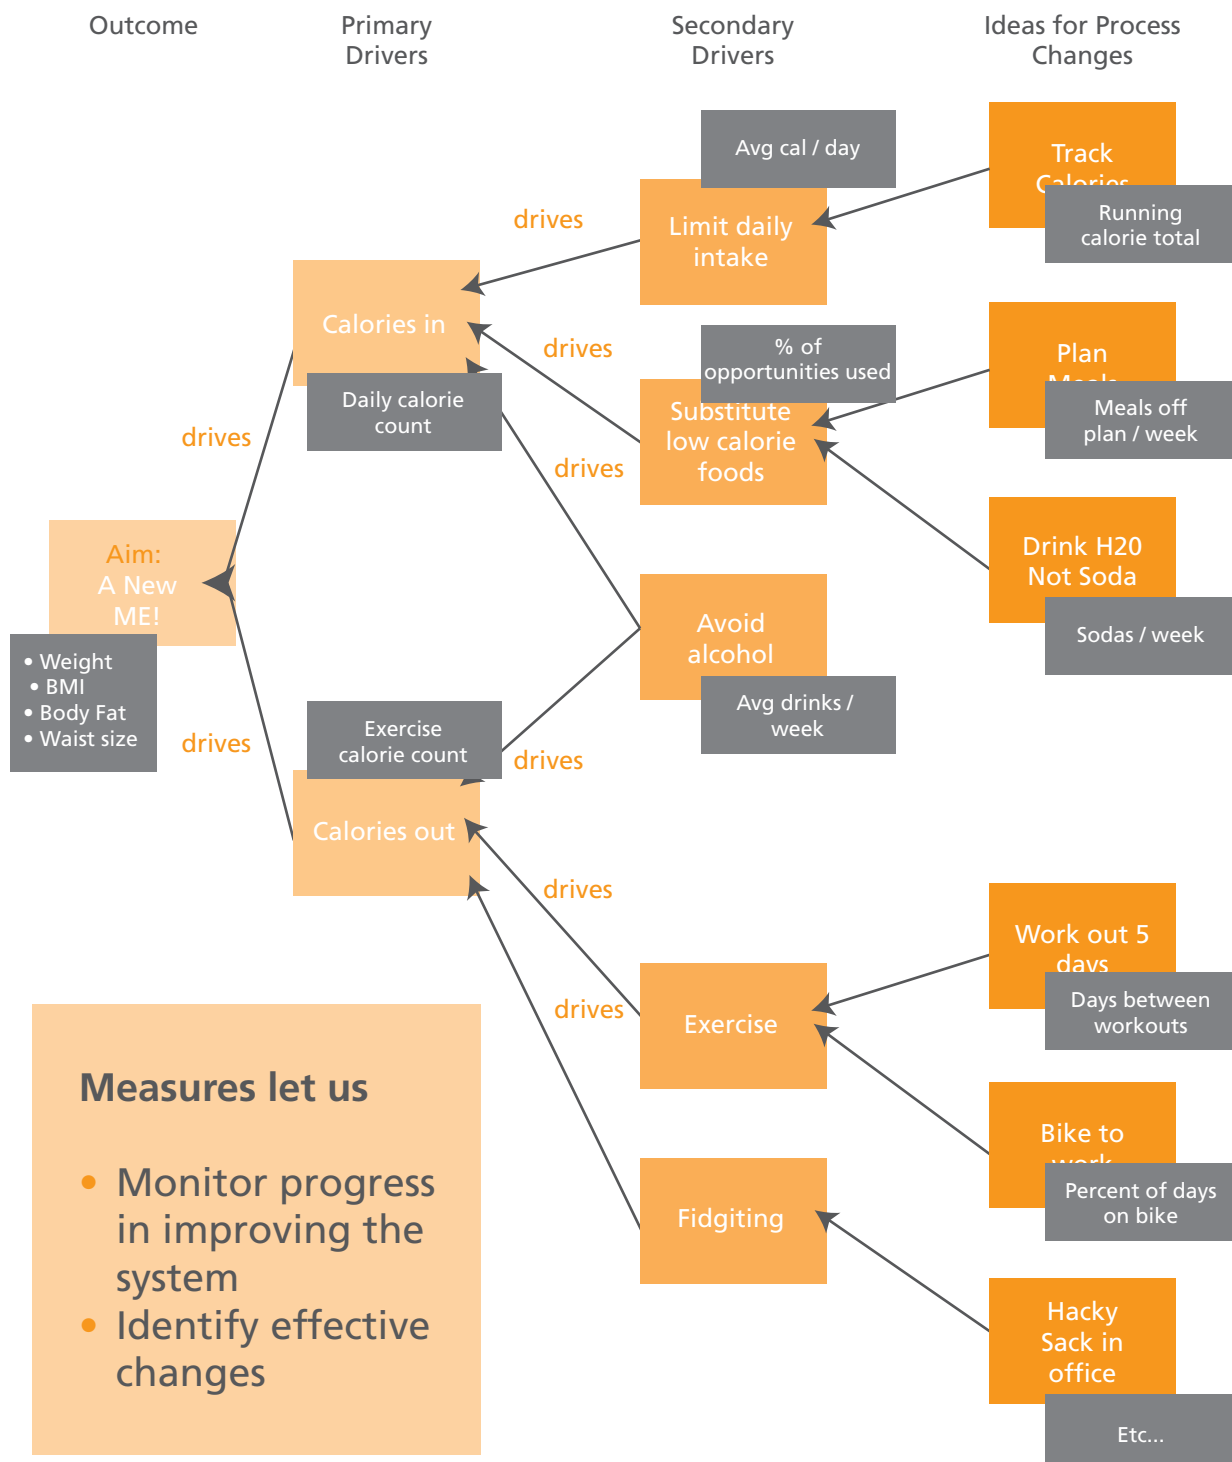 Outcome
Primary
Drivers
Secondary
Drivers
Ideas for Process
Changes
Aim:
A New
ME!
• Weight
• BMI
• Body Fat
• Waist size
drives
drives
Calories in
Daily calorie
count
Exercise
calorie count
Calories out
drives
drives
drives
drives
drives
drives
Avg cal / day
Limit daily
intake
% of
opportunities used
Substitute
low calorie
foods
Avoid
alcohol
Avg drinks /
week
Exercise
Fidgiting
Track
Calories
Running
calorie total
Plan
Meals
Meals off
plan / week
Drink H20
Not Soda
Sodas / week
Work out 5
days
Days between
workouts
Bike to
work
Percent of days
on bike
Hacky
Sack in
office
Etc...
Measures let us
• Monitor progress
in improving the
system
• Identify effective
changes